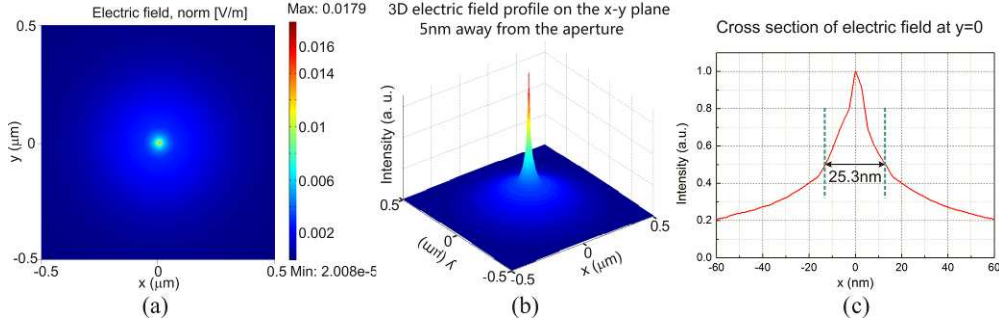 Electric field, norm [V/m]
Max: 0.0179
0.5
0
-0.5
y (μm)
-0.5
0
0.5
x (μm)
0.016
0.014
0.01
0.006
0.002
Min: 2.008e-5
(a)
3D electric field profile on the x-y plane
5nm away from the aperture
Intensity (a. u.)
0.5
0
-0.5
y (μm)
-0.5
0
0.5
x (μm)
(b)
(c)
Cross section of electric field at y=0
Intensity (a.u.)
1.0
0.8
0.6
0.4
0.2
0.0
25.3nm
-60
-40
-20
0
20
40
60
x (nm)
(c)